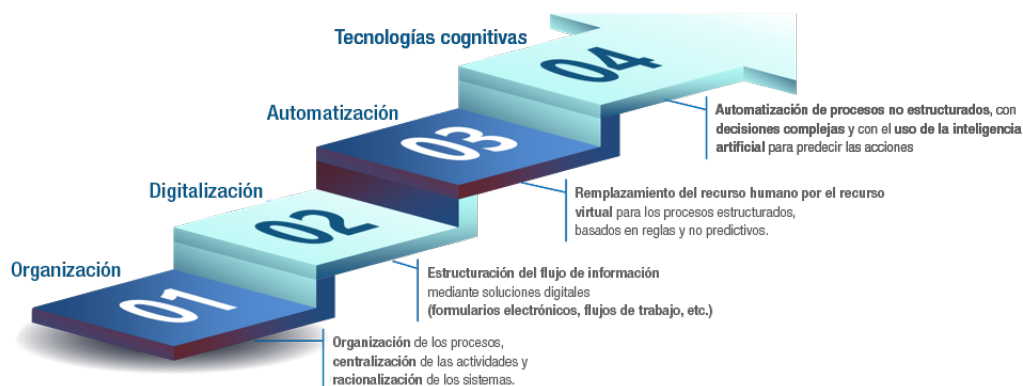 Tecnologías cognitivas
04
Automatización de procesos no estructurados, con
decisiones complejas y con el uso de la inteligencia
artificial para predecir las acciones
Automatización
03
Remplazamiento del recurso humano por el recurso
virtual para los procesos estructurados,
basados en reglas y no predictivos.
Digitalización
02
Estructuración del flujo de información
mediante soluciones digitales
(formularios electrónicos, flujos de trabajo, etc.)
Organización
01
Organización de los procesos,
centralización de las actividades y
racionalización de los sistemas.